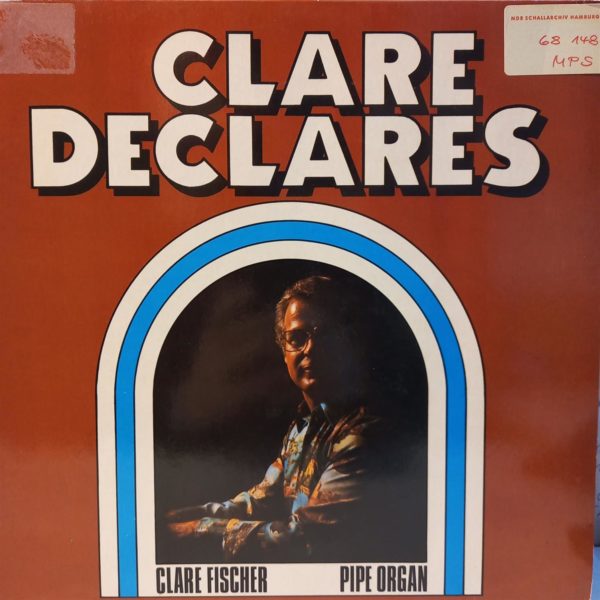 NDR SCHALLARCHIV HAMBURG
68 148
MPS
CLARE
DECLARES
CLARE FISCHER PIPE ORGAN